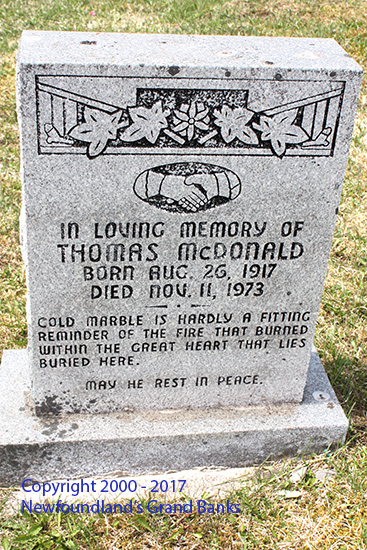 IN LOVING MEMORY OF
THOMAS McDONALD
BORN AUG. 26, 1917
DIED NOV. 11, 1973
COLD MARBLE IS HARDLY A FITTING
REMINDER OF THE FIRE THAT BURNED
WITHIN THE GREAT HEART THAT LIES
BURIED HERE.
MAY HE REST IN PEACE.
Copyright 2000 - 2017
Newfoundland's Grand Banks